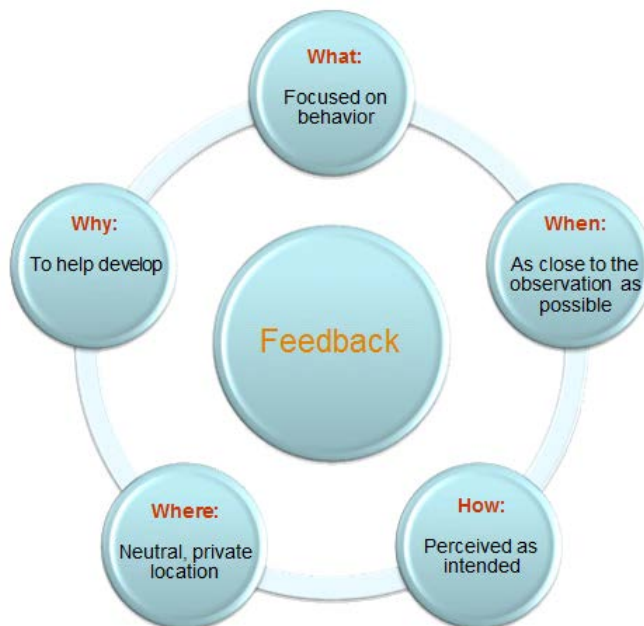 What:
Focused on
behavior
When:
As close to the
observation as
possible
How:
Perceived as
intended
Where:
Neutral, private
location
Why:
To help develop
Feedback